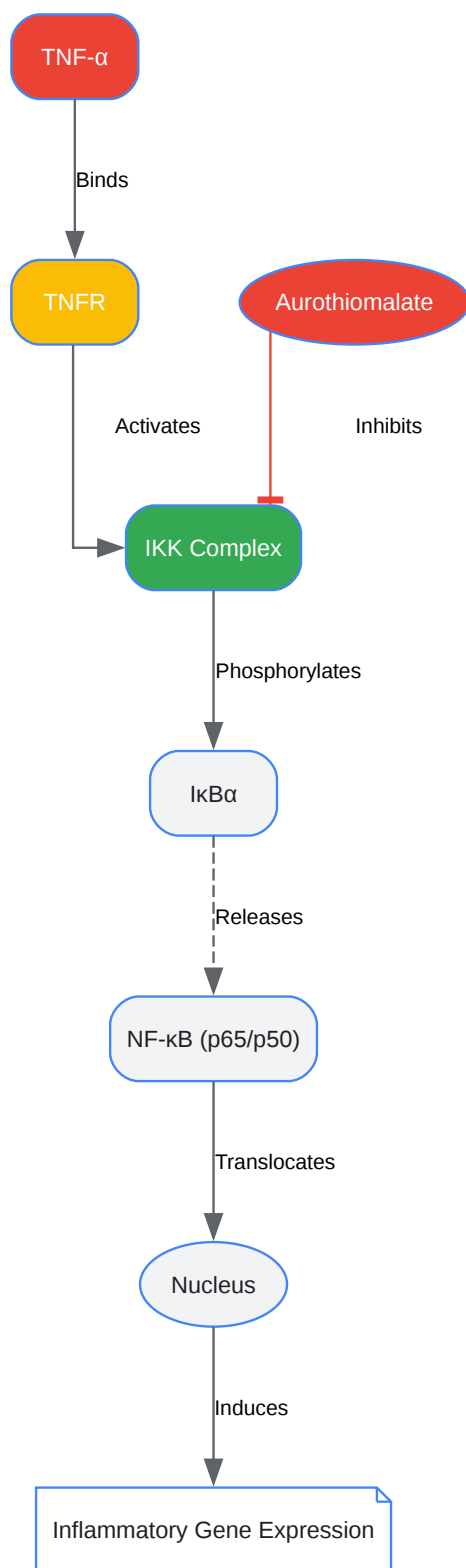 TNF-α
Binds
TNFR
Aurothiomalate
Activates
Inhibits
IKK Complex
Phosphorylates
IκBα
Releases
NF-κB (p65/p50)
Translocates
Nucleus
Induces
Inflammatory Gene Expression